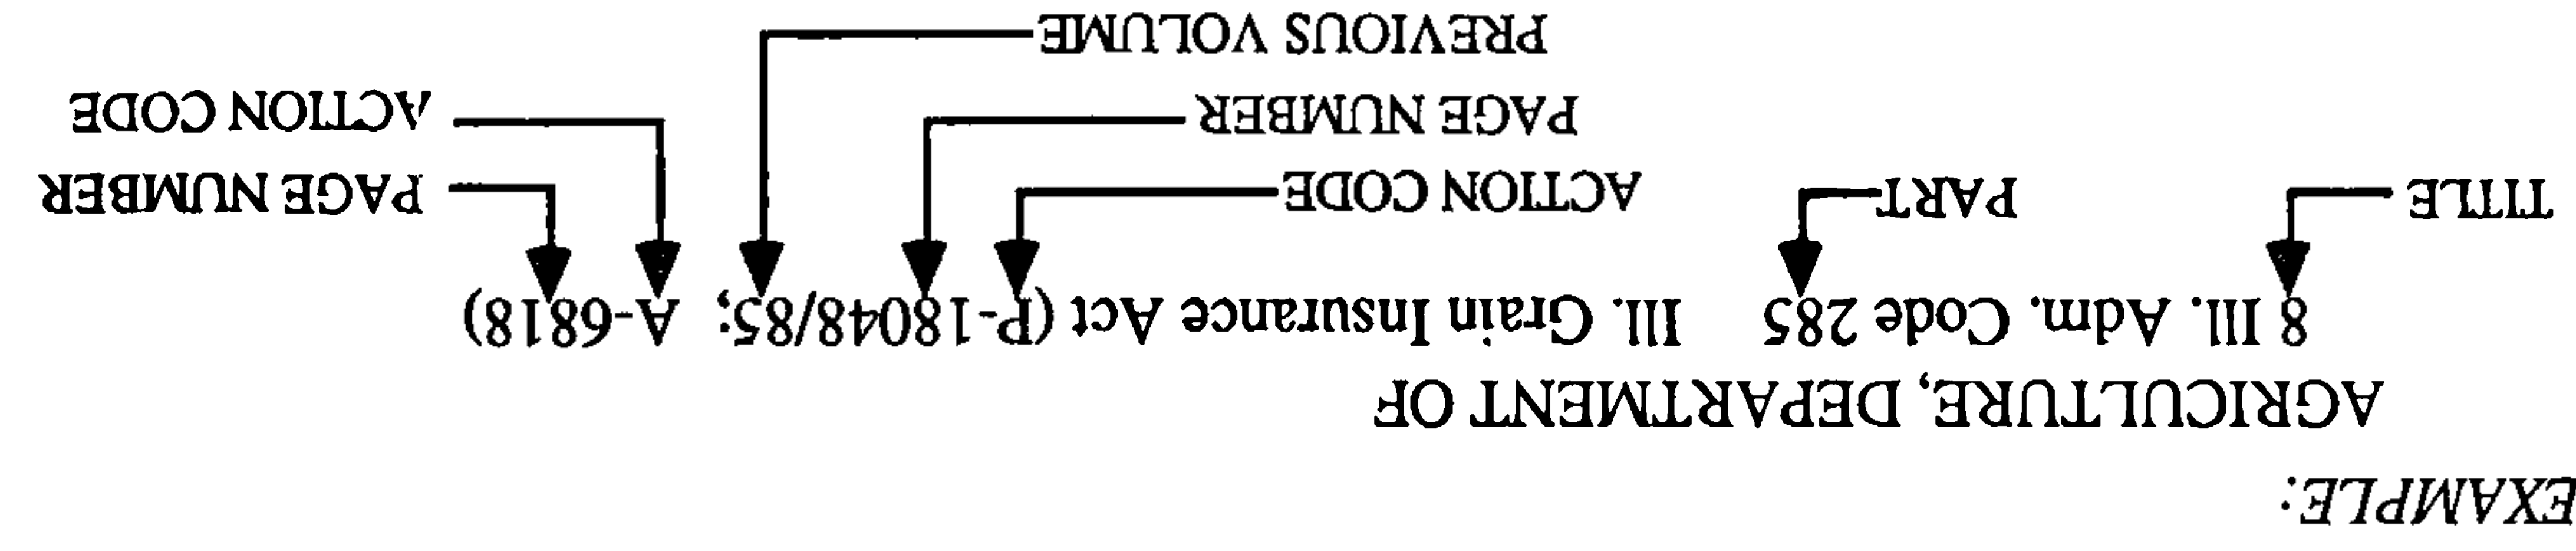 EXAMPLE:
AGRICULTURE, DEPARTMENT OF
8 Ill. Adm. Code 285 Ill. Grain Insurance Act (P-18048/85; A-6818)
TITLE PART ACTION CODE PAGE NUMBER
PAGE NUMBER ACTION CODE
PREVIOUS VOLUME